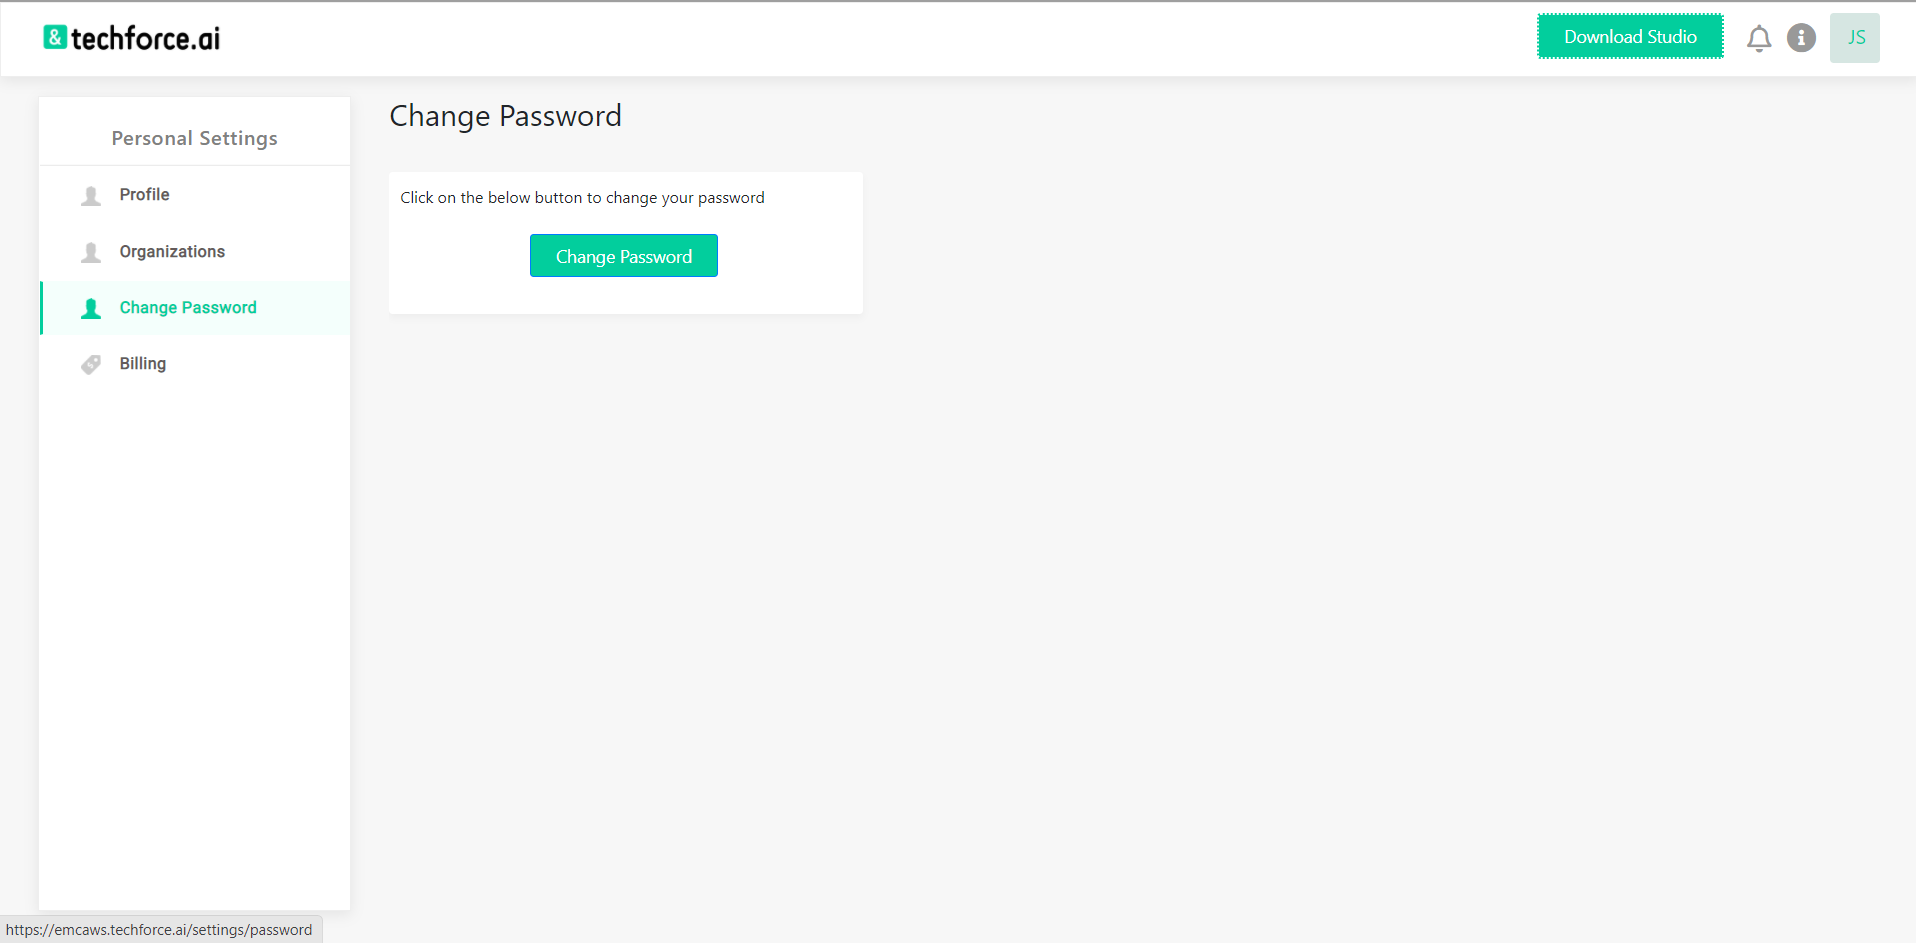 & techforce.ai
Download Studio
JS
Personal Settings
Profile
Organizations
Change Password
Billing
Change Password
Click on the below button to change your password
Change Password
https://emcaws.techforce.ai/settings/password